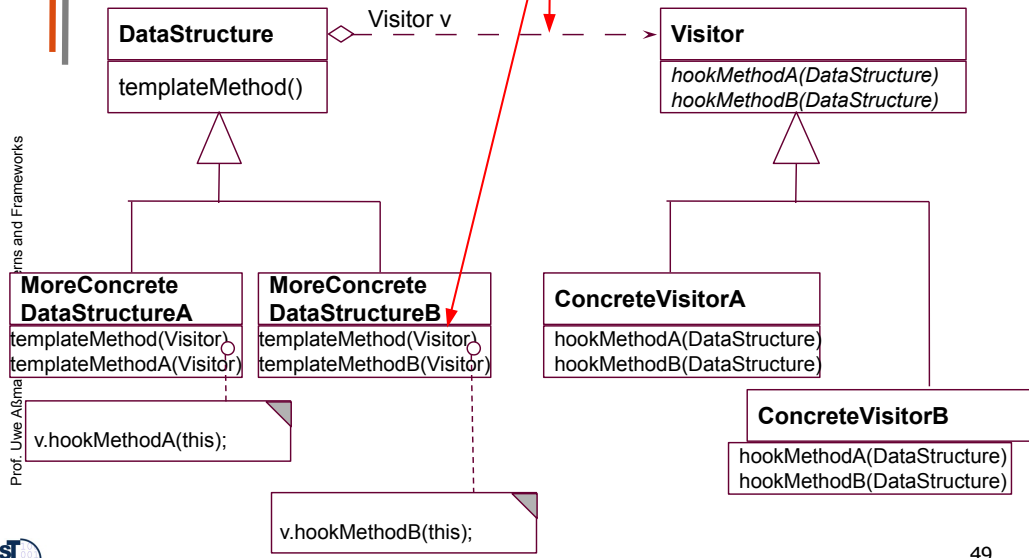 DataStructure
templateMethod()
Visitor v
Visitor
hookMethodA(DataStructure)
hookMethodB(DataStructure)
MoreConcrete
DataStructureA
templateMethod(Visitor)
templateMethodA(Visitor)
MoreConcrete
DataStructureB
templateMethod(Visitor)
templateMethodB(Visitor)
ConcreteVisitorA
hookMethodA(DataStructure)
hookMethodB(DataStructure)
ConcreteVisitorB
hookMethodA(DataStructure)
hookMethodB(DataStructure)
v.hookMethodA(this);
v.hookMethodB(this);
Prof. Uwe and Frameworks
ST
49